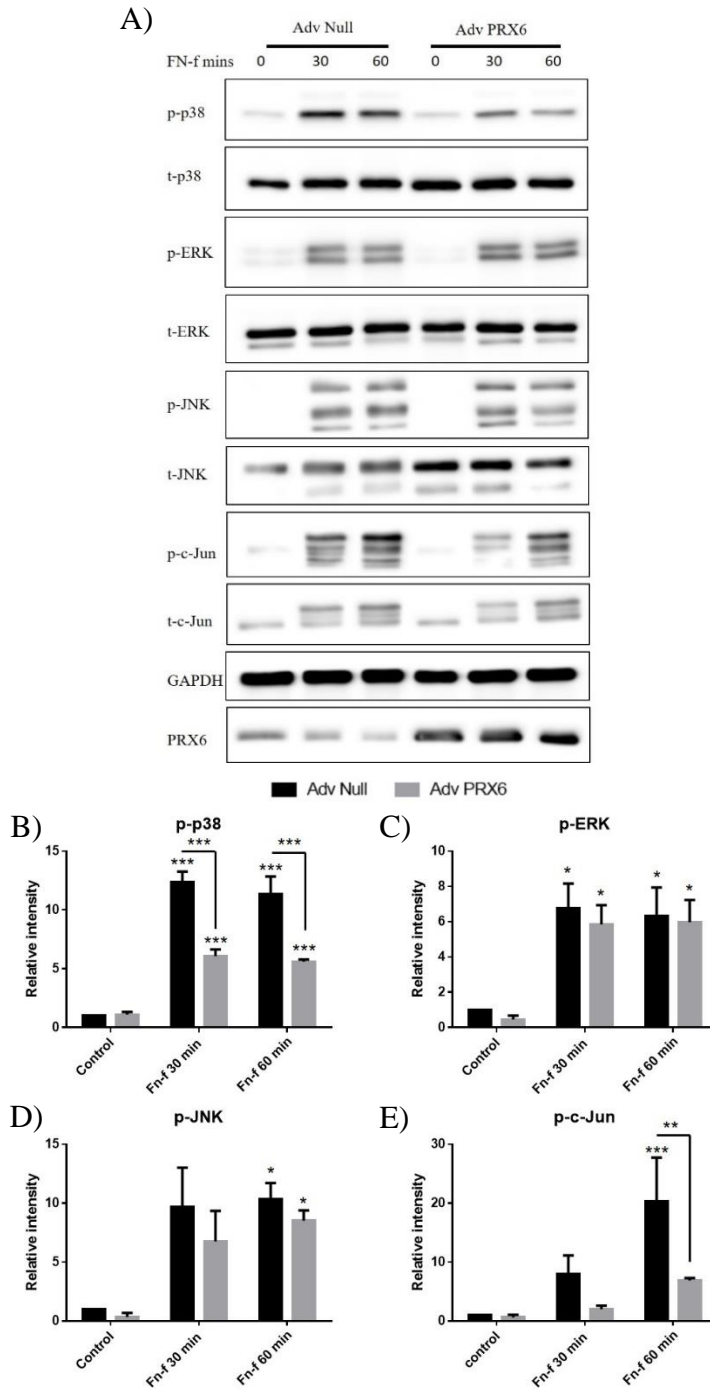 A)
Adv Null Adv PRX6
FN-f mins 0 30 60 0 30 60
p-p38
t-p38
p-ERK
t-ERK
p-JNK
t-JNK
p-c-Jun
t-c-Jun
GAPDH
PRX6
Adv Null Adv PRX6
B)
p-p38
Relative intensity
15
10
5
0
*** *** *** *** *** ***
Control Fn-f 30 min Fn-f 60 min
C)
p-ERK
Relative intensity
10
8
6
4
2
0
* * * *
Control Fn-f 30 min Fn-f 60 min
D)
p-JNK
Relative intensity
15
10
5
0
* *
Control Fn-f 30 min Fn-f 60 min
E)
p-c-Jun
Relative intensity
30
20
10
0
*** **
control Fn-f 30 min Fn-f 60 min